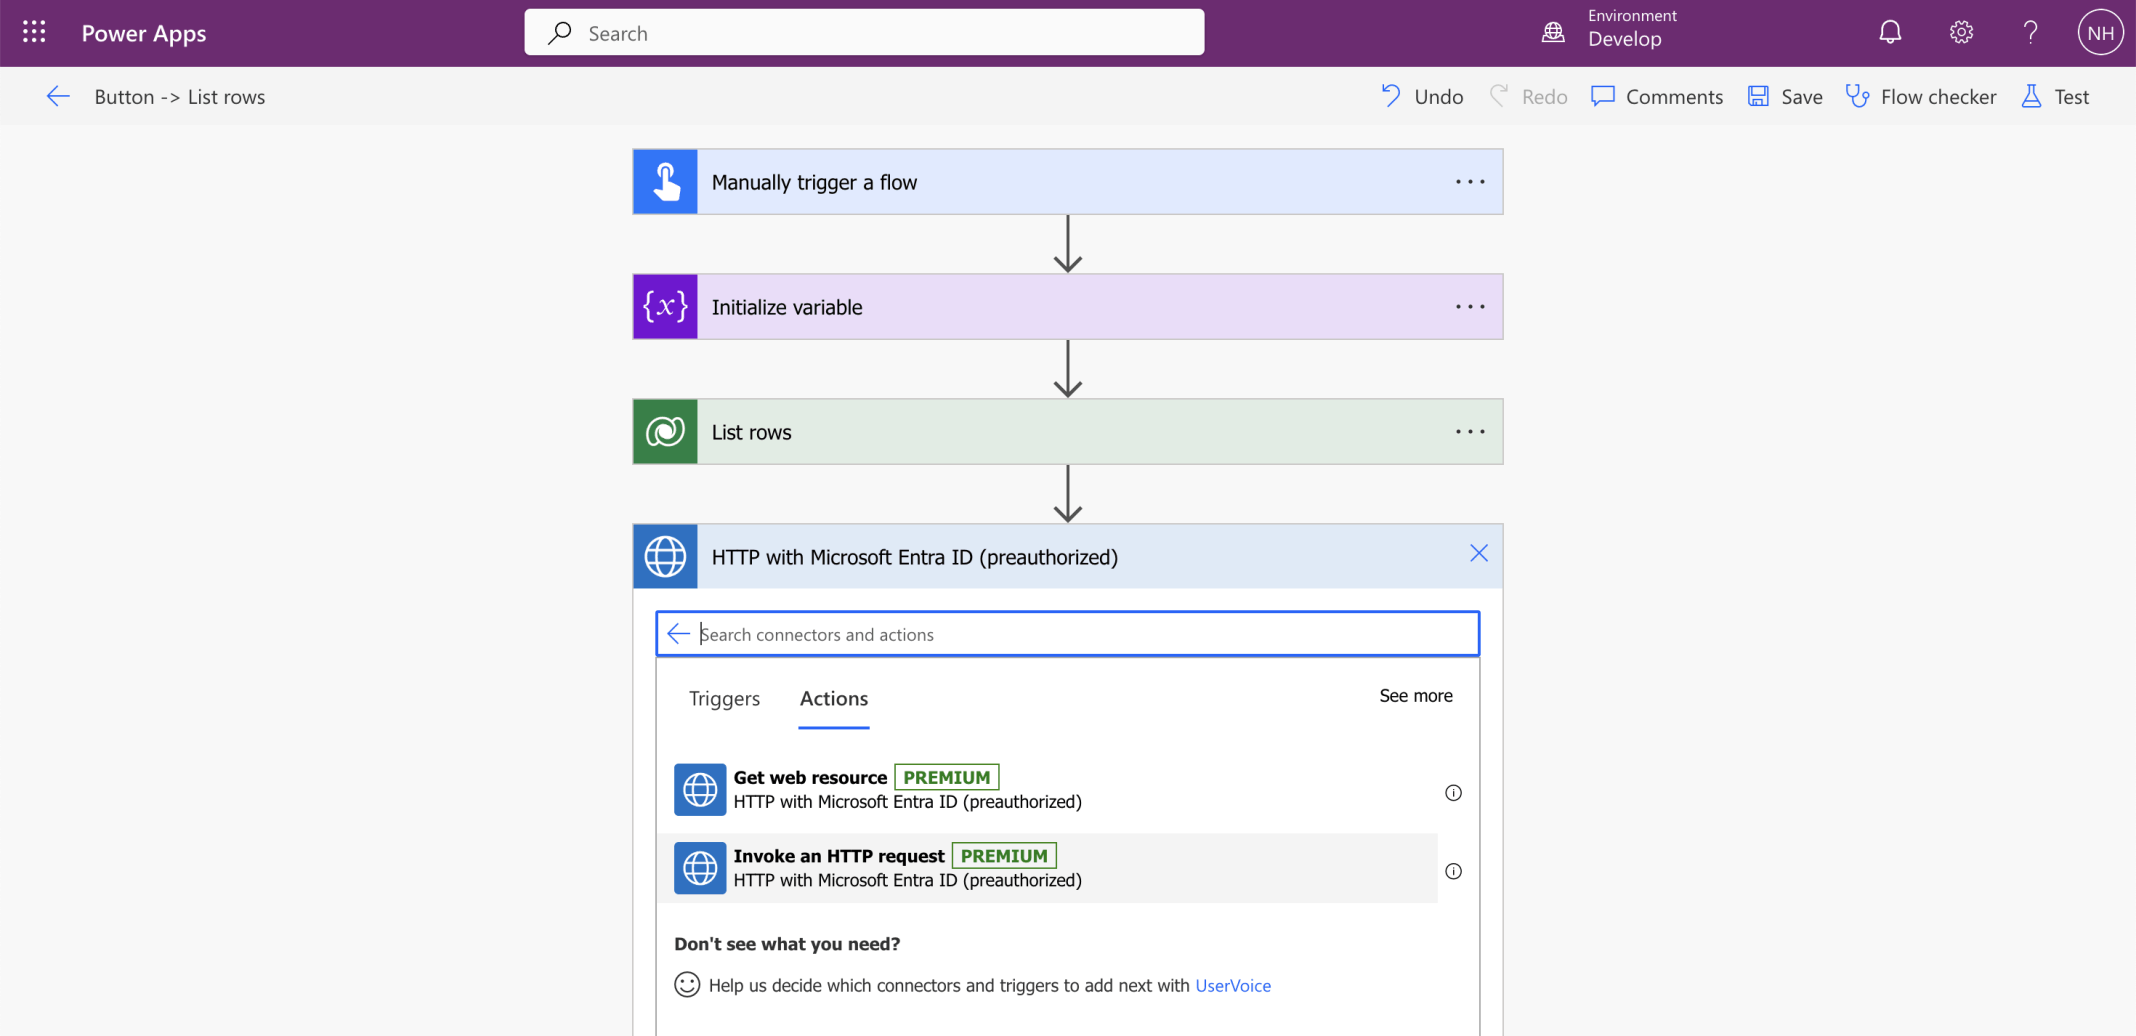 Power Apps
Search
Environment
Develop
NH
Button -> List rows
Undo
Redo
Comments
Save
Flow checker
Test
Manually trigger a flow
{x}
Initialize variable
List rows
HTTP with Microsoft Entra ID (preauthorized)
Search connectors and actions
Triggers
Actions
See more
Get web resource PREMIUM
HTTP with Microsoft Entra ID (preauthorized)
Invoke an HTTP request PREMIUM
HTTP with Microsoft Entra ID (preauthorized)
Don't see what you need?
Help us decide which connectors and triggers to add next with UserVoice